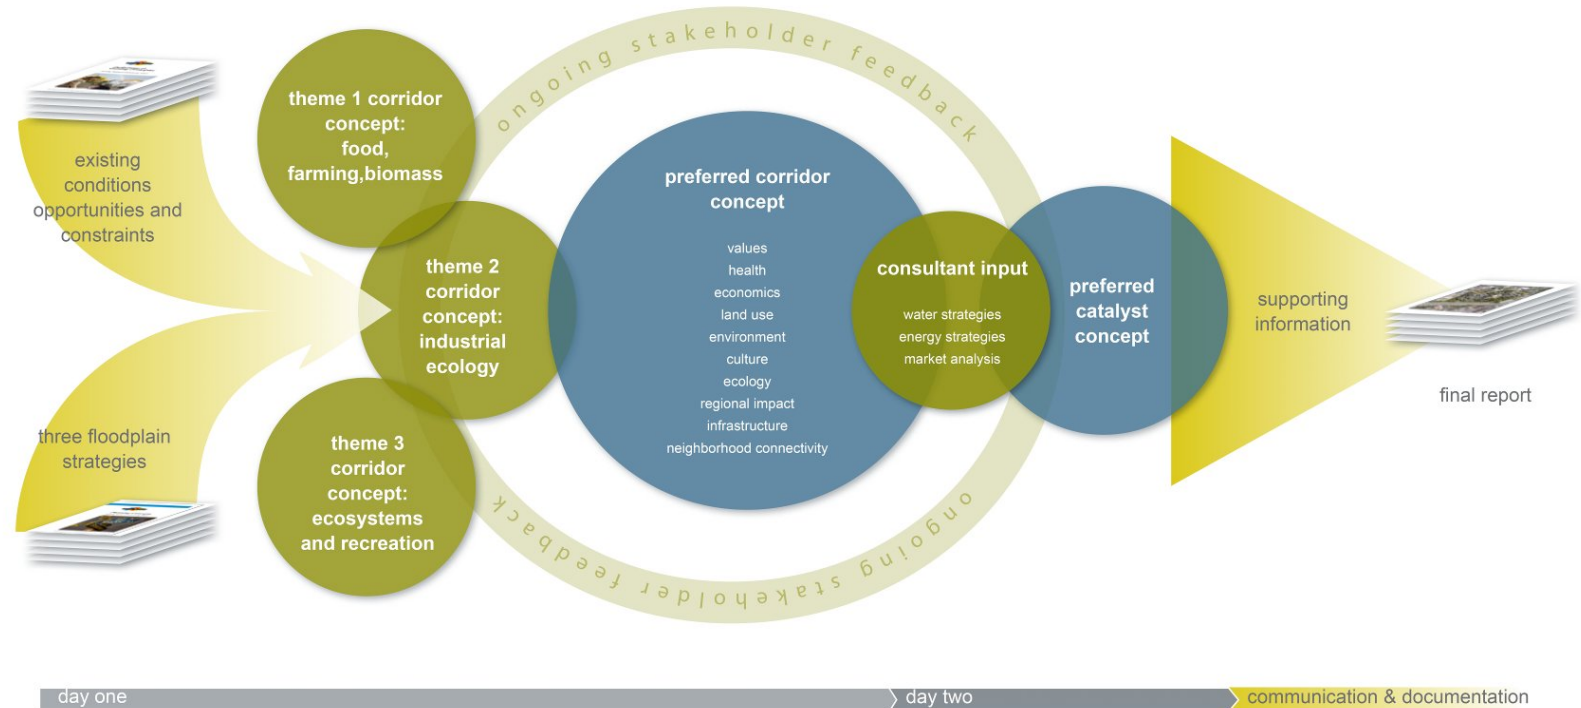 existing
conditions
opportunities and
constraints
three floodplain
strategies
theme 1 corridor
concept:
food,
farming,biomass
theme 2
corridor
concept:
industrial
ecology
theme 3
corridor
concept:
ecosystems
and recreation
ongoing stakeholder feedback
preferred corridor
concept
values
health
economics
land use
environment
culture
ecology
regional impact
infrastructure
neighborhood connectivity
consultant input
water strategies
energy strategies
market analysis
preferred
catalyst
concept
ongoing stakeholder feedback
supporting
information
final report
day one
day two
communication & documentation